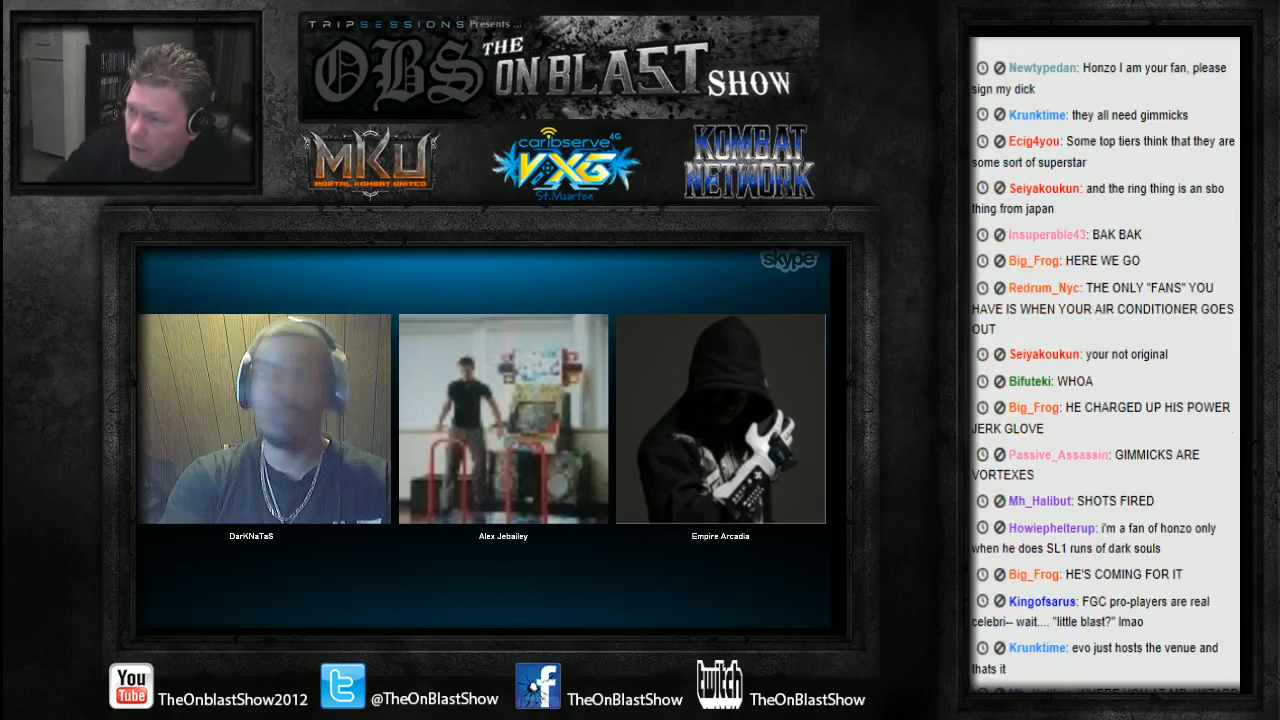 TRIPSESSIONS Presents ...
OBS THE ON BLAST SHOW
MKU
MORTAL KOMBAT UNITED
caribserve 4G
VXG
St.Maarten
KOMBAT
NETWORK
skype
DarKNaTaS
Alex Jebailey
Empire Arcadia
You
Tube
TheOnblastShow2012
@TheOnBlastShow
TheOnBlastShow
twitch
TheOnBlastShow
Newtypedan: Honzo I am your fan, please
sign my dick
Krunktime: they all need gimmicks
Ecig4you: Some top tiers think that they are
some sort of superstar
Seiyakoukun: and the ring thing is an sbo
thing from japan
Insuperable43: BAK BAK
Big_Frog: HERE WE GO
Redrum_Nyc: THE ONLY "FANS" YOU
HAVE IS WHEN YOUR AIR CONDITIONER GOES
OUT
Seiyakoukun: your not original
Bifuteki: WHOA
Big_Frog: HE CHARGED UP HIS POWER
JERK GLOVE
Passive_Assassin: GIMMICKS ARE
VORTEXES
Mh_Halibut: SHOTS FIRED
Howiephelterup: i'm a fan of honzo only
when he does SL1 runs of dark souls
Big_Frog: HE'S COMING FOR IT
Kingofsarus: FGC pro-players are real
celebri-- wait.... "little blast?" lmao
Krunktime: evo just hosts the venue and
thats it